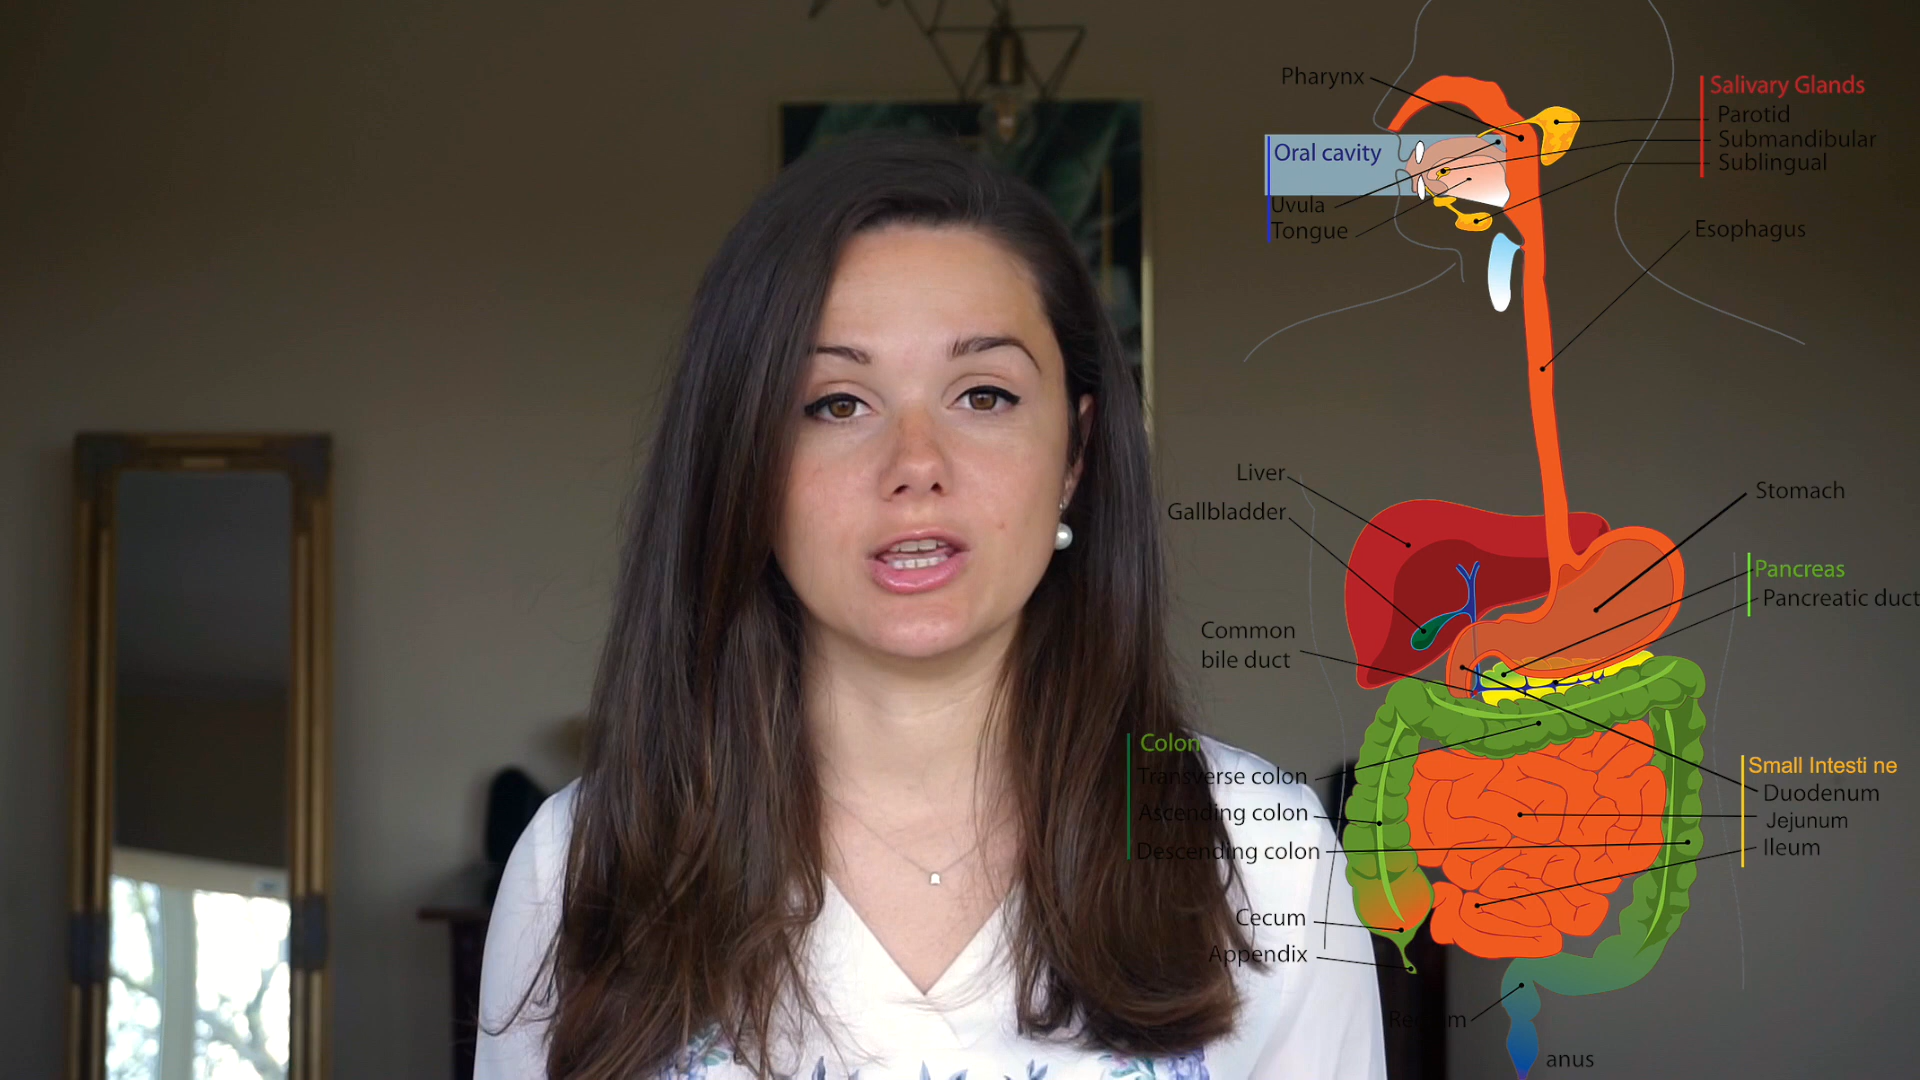 Pharynx
Salivary Glands
Parotid
Submandibular
Sublingual
Oral cavity
Uvula
Tongue
Esophagus
Liver
Gallbladder
Stomach
Pancreas
Pancreatic duct
Common
bile duct
Colon
Transverse colon
Ascending colon
Descending colon
Small Intesti ne
Duodenum
Jejunum
Ileum
Cecum
Appendix
Rectum
anus